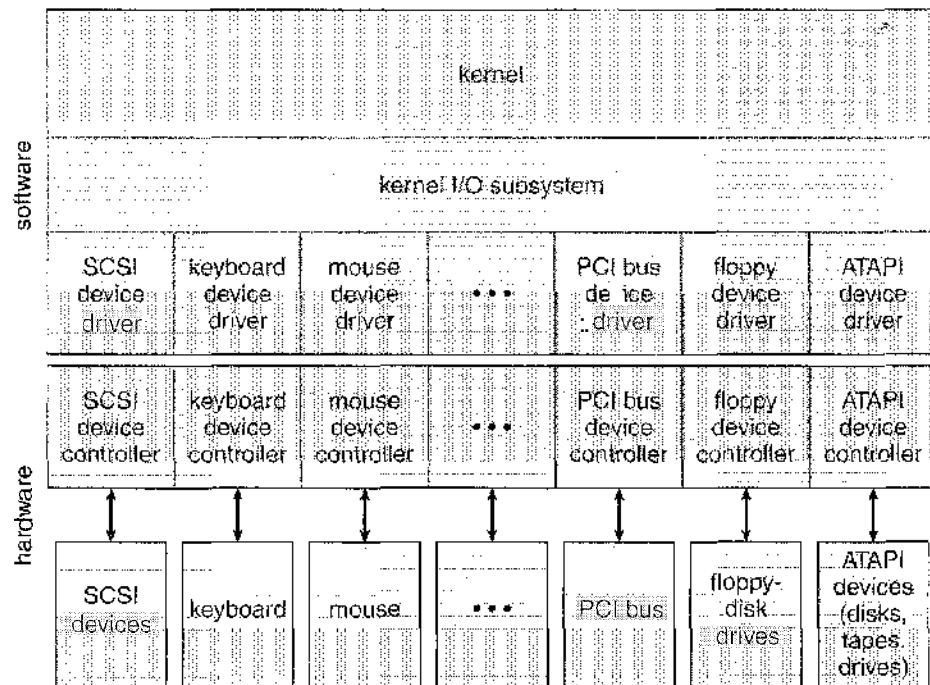 kernel
software
kernel I/O subsystem
SCSI
device
driver
keyboard
device
driver
mouse
device
driver
•••
PCI bus
de ice
driver
floppy
device
driver
ATAPI
device
driver
hardware
SCSI
device
controller
keyboard
device
controller
mouse
device
controller
•••
PCI bus
device
controller
floppy
device
controller
ATAPI
device
controller
SCSI
devices
keyboard
mouse
•••
PCI bus
floppy-
disk
drives
ATAPI
devices
(disks,
tapes,
drives)